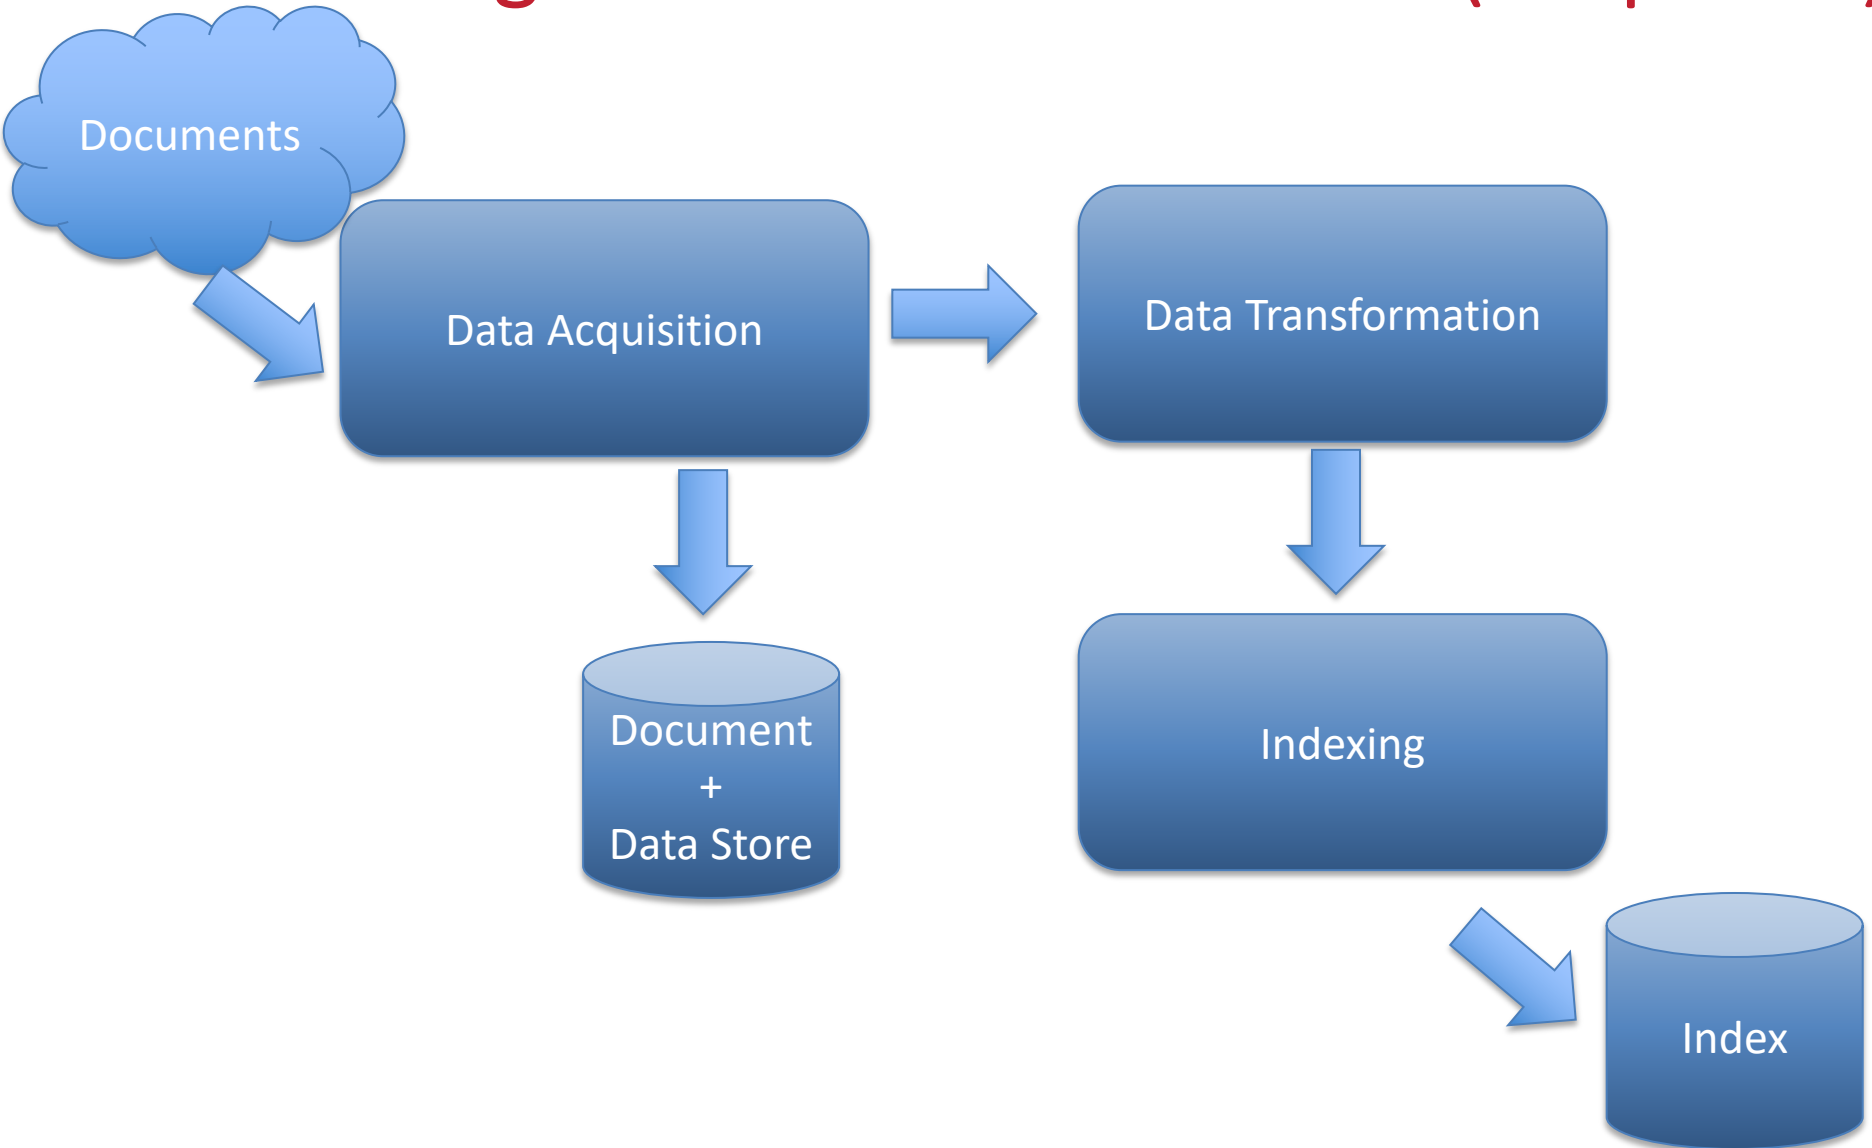 Documents
Data Acquisition
Data Transformation
Document
+
Data Store
Indexing
Index